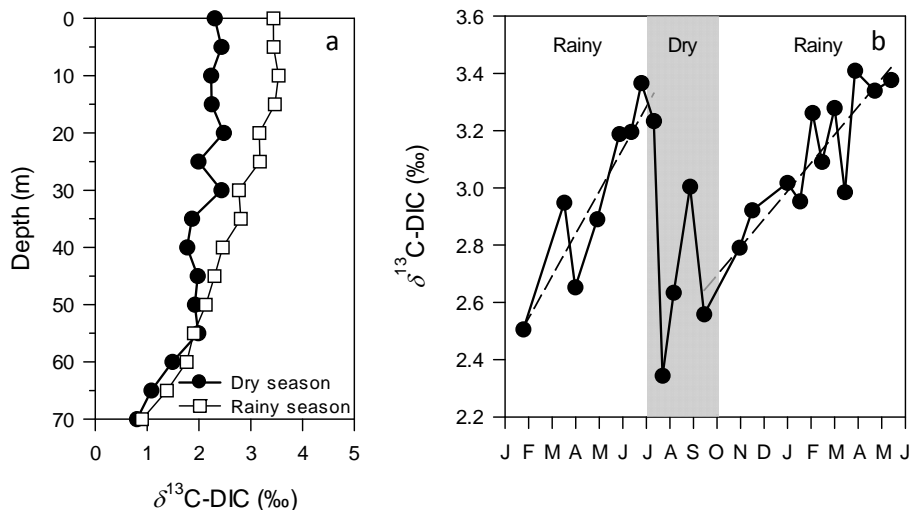 a
0
10
20
30
40
50
60
70
Depth (m)
Dry season
Rainy season
0 1 2 3 4 5
δ13C-DIC (‰)
b
Rainy Dry Rainy
3.6
3.4
3.2
3.0
2.8
2.6
2.4
2.2
δ13C-DIC (‰)
J F M A M J J A S O N D J F M A M J